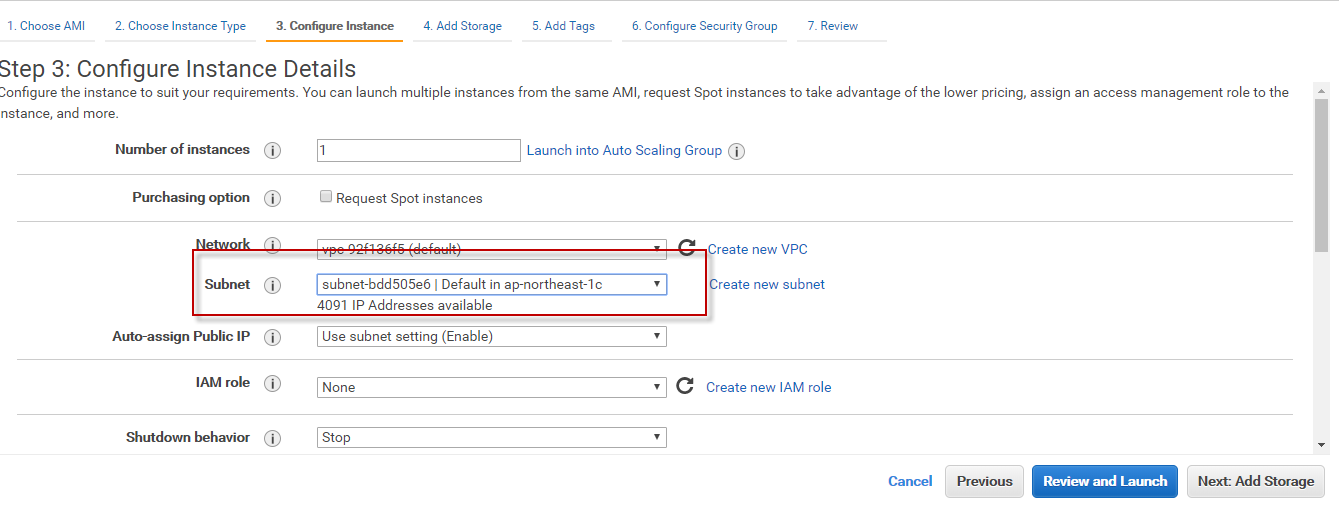 1. Choose AMI 2. Choose Instance Type 3. Configure Instance 4. Add Storage 5. Add Tags 6. Configure Security Group 7. Review
Step 3: Configure Instance Details
Configure the instance to suit your requirements. You can launch multiple instances from the same AMI, request Spot instances to take advantage of the lower pricing, assign an access management role to the
instance, and more.
Number of instances i 1 Launch into Auto Scaling Group i
Purchasing option i Request Spot instances
Network i vpc-92f136f5 (default) Create new VPC
Subnet i subnet-bdd505e6 | Default in ap-northeast-1c Create new subnet
4091 IP Addresses available
Auto-assign Public IP i Use subnet setting (Enable)
IAM role i None Create new IAM role
Shutdown behavior i Stop
Cancel Previous Review and Launch Next: Add Storage